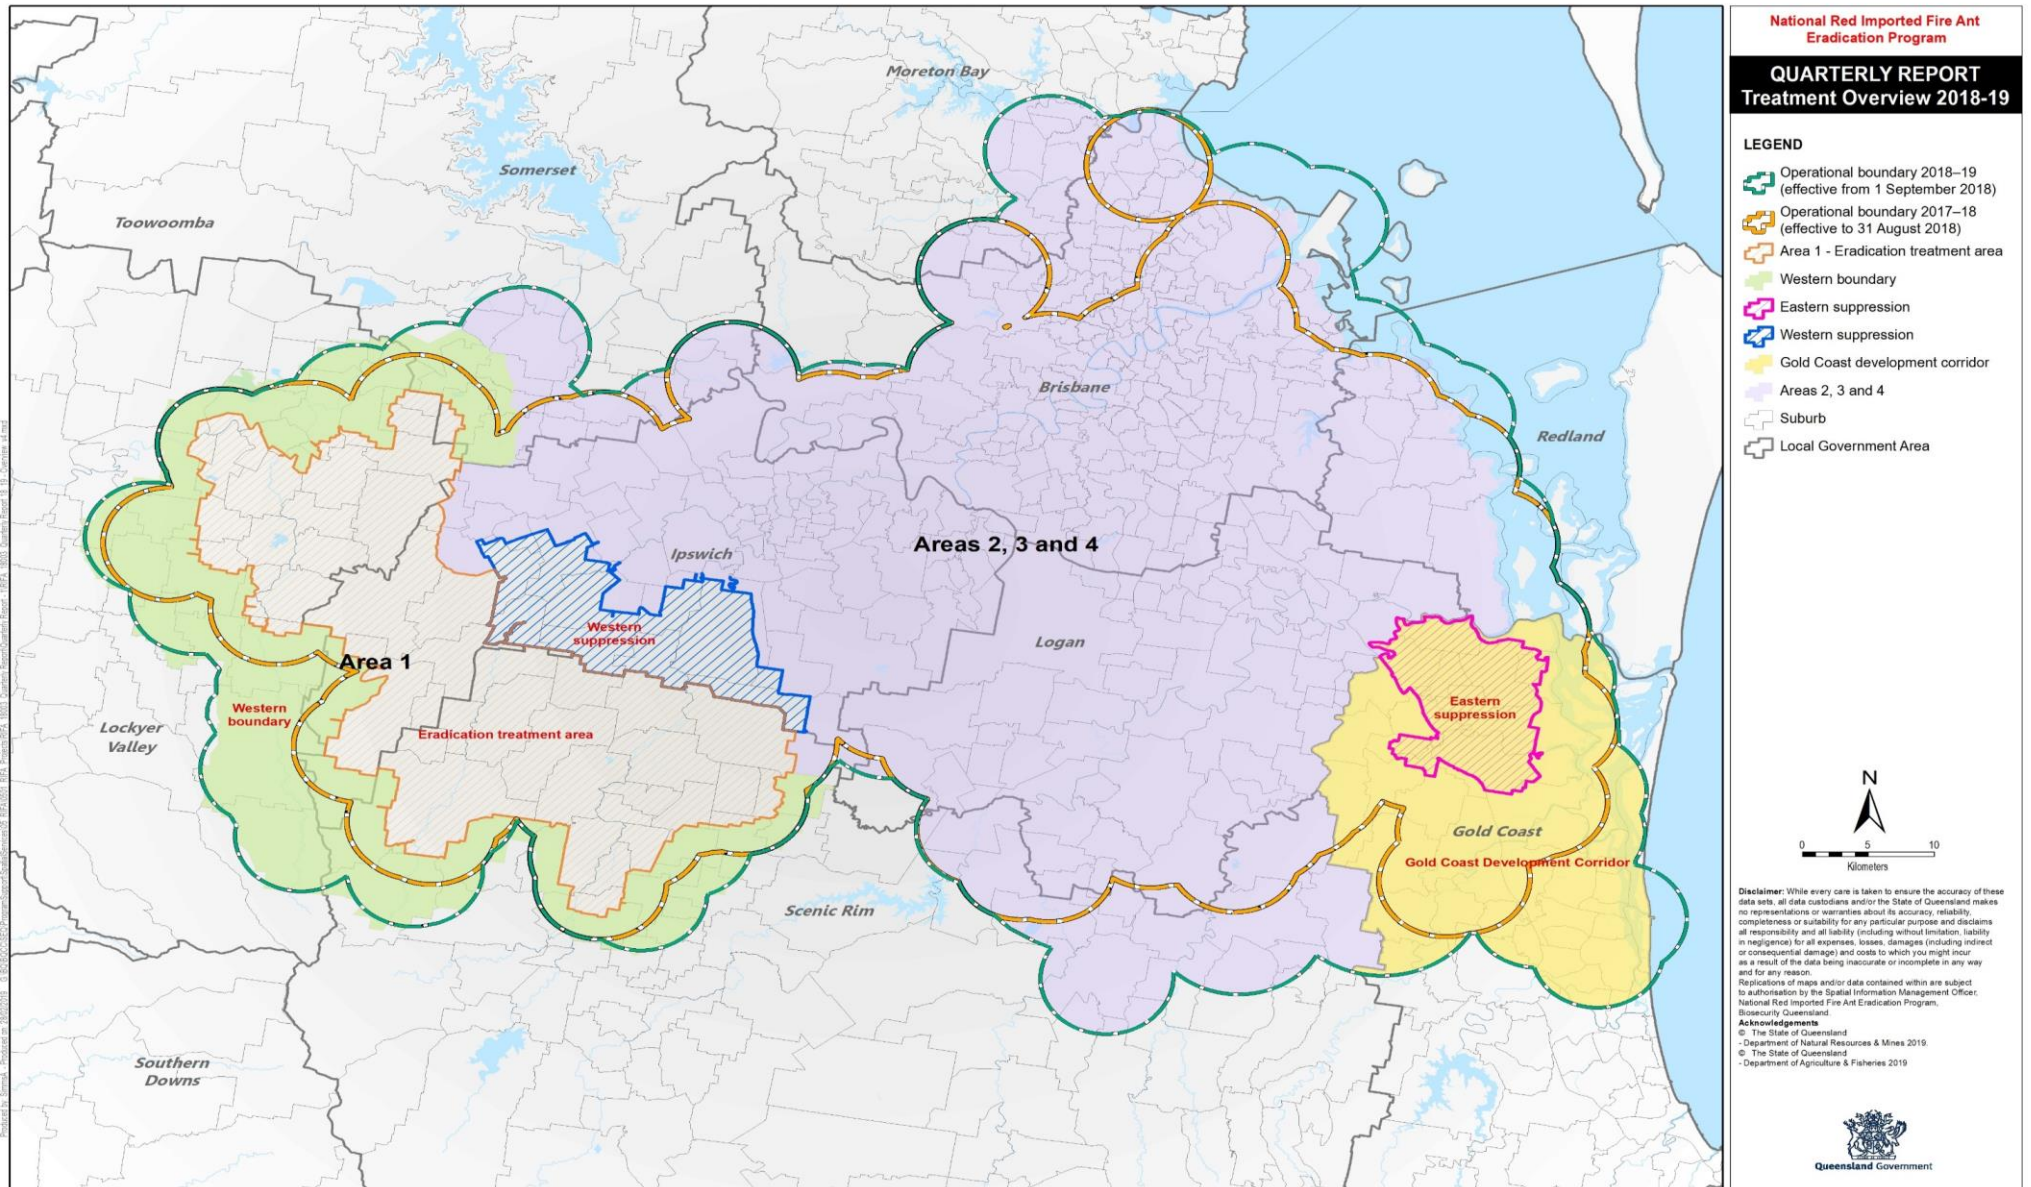 Moreton Bay
Somerset
Toowoomba
Brisbane
Redland
Ipswich
Areas 2, 3 and 4
Western
suppression
Logan
Area 1
Western
boundary
Lockyer
Valley
Eradication treatment area
Eastern
suppression
Gold Coast
Gold Coast Development Corridor
Scenic Rim
Southern
Downs
National Red Imported Fire Ant
Eradication Program
QUARTERLY REPORT
Treatment Overview 2018-19
LEGEND
Operational boundary 2018–19
(effective from 1 September 2018)
Operational boundary 2017–18
(effective to 31 August 2018)
Area 1 - Eradication treatment area
Western boundary
Eastern suppression
Western suppression
Gold Coast development corridor
Areas 2, 3 and 4
Suburb
Local Government Area
N
0 5 10
Kilometers
Disclaimer: While every care is taken to ensure the accuracy of these
data sets, all data custodians and/or the State of Queensland makes
no representations or warranties about its accuracy, reliability,
completeness or suitability for any particular purpose and disclaims
all responsibility and all liability (including without limitation, liability
in negligence) for all expenses, losses, damages (including indirect
or consequential damage) and costs to which you might incur
as a result of the data being inaccurate or incomplete in any way
and for any reason.
Replications of maps and/or data contained within are subject
to authorisation by the Spatial Information Management Officer,
National Red Imported Fire Ant Eradication Program,
Biosecurity Queensland.
Acknowledgements
© The State of Queensland
- Department of Natural Resources & Mines 2019.
© The State of Queensland
- Department of Agriculture & Fisheries 2019
Queensland Government